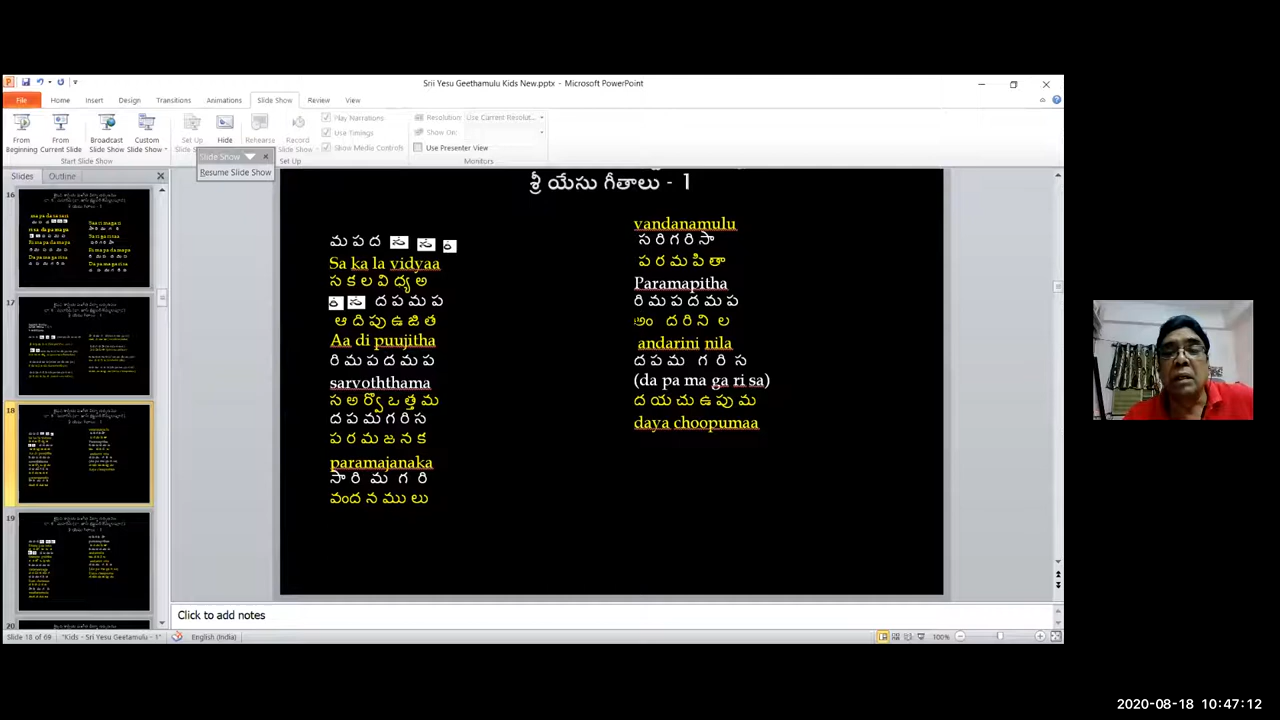 Srii Yesu Geethamulu Kids New.pptx - Microsoft PowerPoint
File Home Insert Design Transitions Animations Slide Show Review View
From Beginning
From Current Slide
Broadcast Slide Show
Custom Slide Show
Start Slide Show
Set Up
Hide
Rehearse
Record
Set Up
Play Narrations
Use Timings
Show Media Controls
Resolution: Use Current Resolut...
Show On:
Use Presenter View
Monitors
Slide Show
Resume Slide Show
Slides Outline
16
17
18
19
20
శ్రీ యేసు గీతాలు - 1
మ ప ద స స రి
Sa ka la vidyaa
స క ల వి ద్య అ
రి స ద ప మ ప
ఆ ది పు ఉ జి త
Aa di puujitha
రి మ ప ద మ ప
sarvoththama
స అ ర్వో ఒ త్త మ
ద ప మ గ రి స
ప ర మ జ న క
paramajanaka
సా రి మ గ రి
వంద న ము లు
vandanamulu
స రి గ రి సా
ప ర మ పి తా
Paramapitha
రి మ ప ద మ ప
అం ద రి ని ల
andarini nila
ద ప మ గ రి స
(da pa ma ga ri sa)
ద య చు ఉ పు మ
daya choopumaa
Click to add notes
Slide 18 of 69 "Kids - Sri Yesu Geetamulu - 1" English (India) 100%
2020-08-18 10:47:12